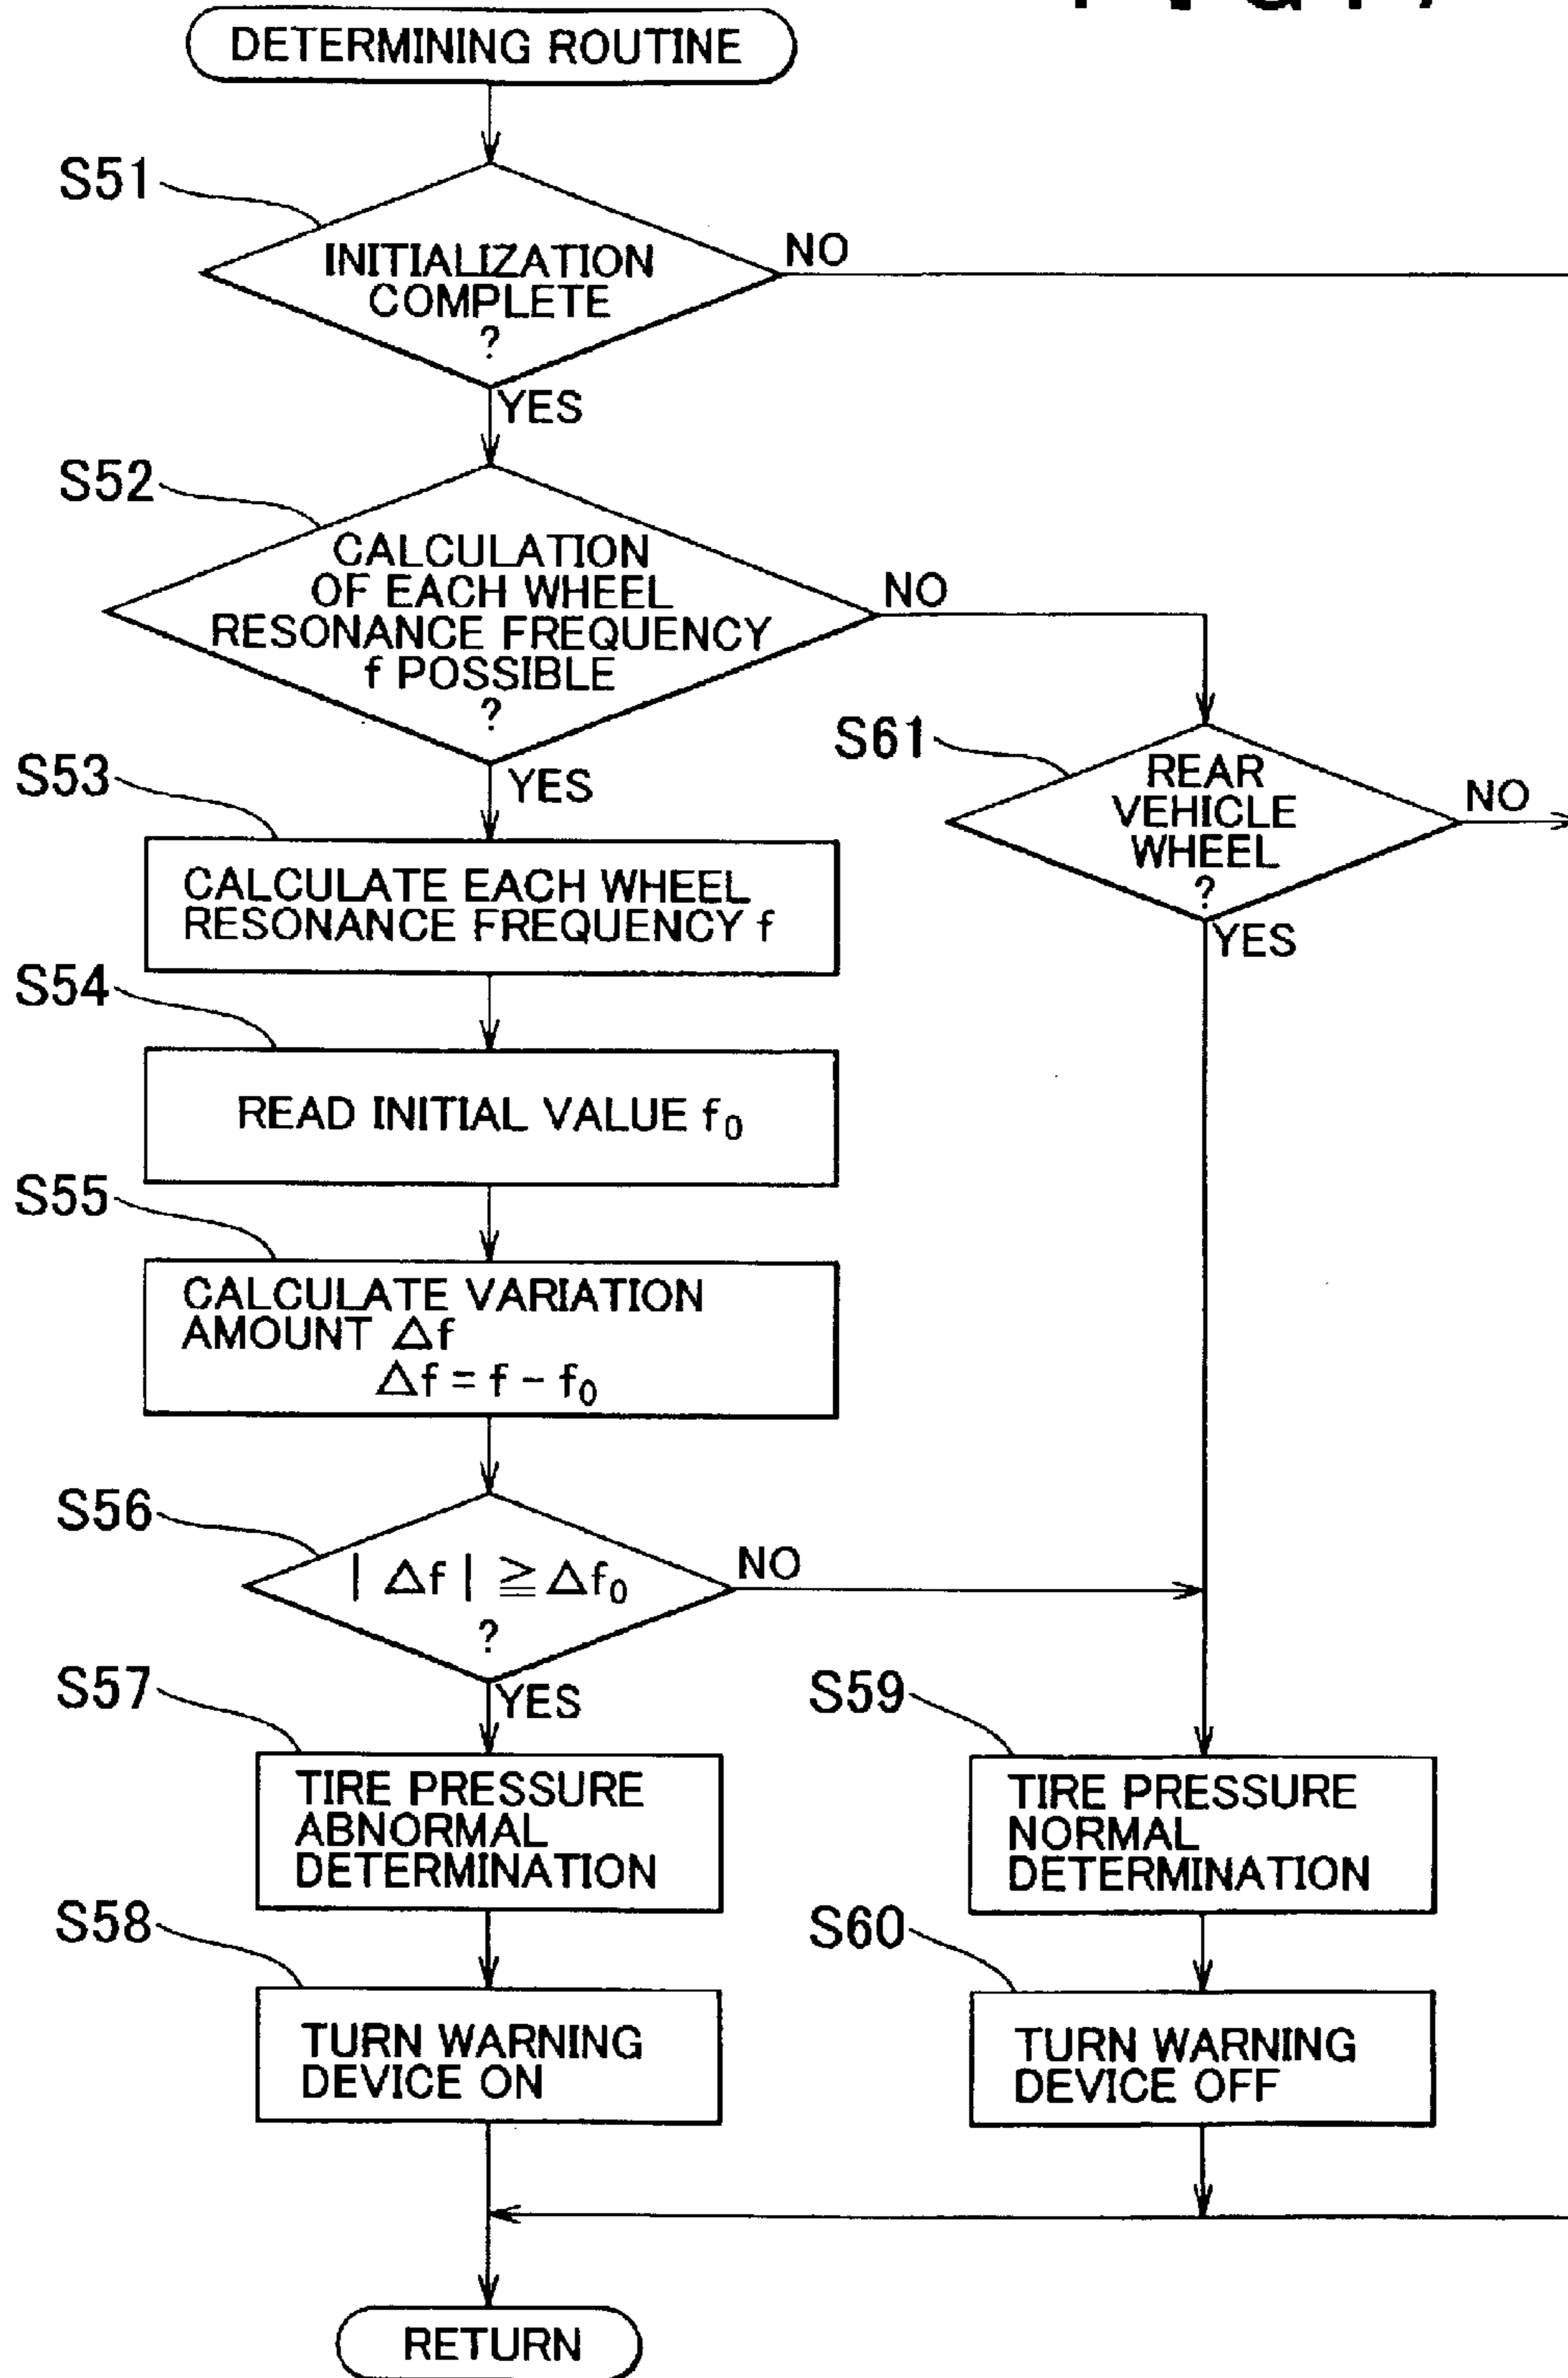 DETERMINING ROUTINE
S51
INITIALIZATION
COMPLETE
?
NO
YES
S52
CALCULATION
OF EACH WHEEL
RESONANCE FREQUENCY
f POSSIBLE
?
NO
YES
S61
REAR
VEHICLE
WHEEL
?
NO
YES
S53
CALCULATE EACH WHEEL
RESONANCE FREQUENCY f
S54
READ INITIAL VALUE f₀
S55
CALCULATE VARIATION
AMOUNT Δf
Δf = f - f₀
S56
| Δf | ≧ Δf₀
?
NO
YES
S57
TIRE PRESSURE
ABNORMAL
DETERMINATION
S59
TIRE PRESSURE
NORMAL
DETERMINATION
S58
TURN WARNING
DEVICE ON
S60
TURN WARNING
DEVICE OFF
RETURN